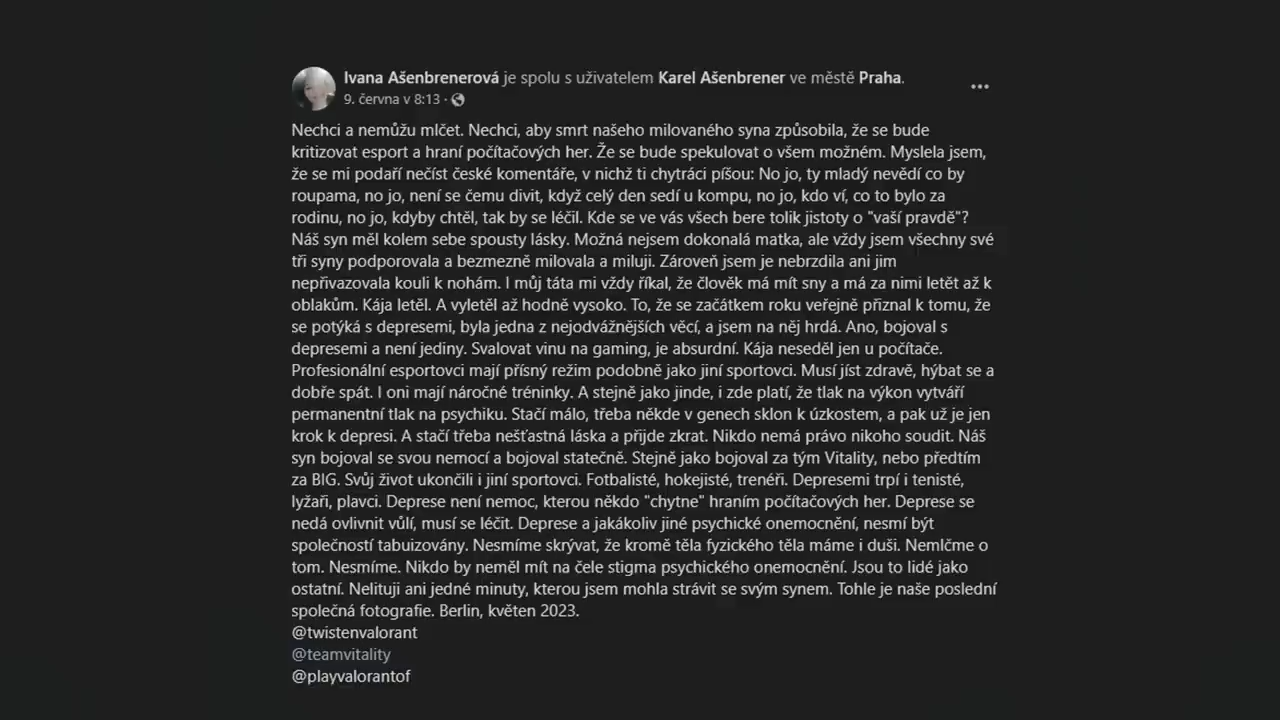 Ivana Ašenbrenerová je spolu s uživatelem Karel Ašenbrener ve městě Praha.
9. června v 8:13 ·
Nechci a nemůžu mlčet. Nechci, aby smrt našeho milovaného syna způsobila, že se bude
kritizovat esport a hraní počítačových her. Že se bude spekulovat o všem možném. Myslela jsem,
že se mi podaří nečíst české komentáře, v nichž ti chytráci píšou: No jo, ty mladý nevědí co by
roupama, no jo, není se čemu divit, když celý den sedí u kompu, no jo, kdo ví, co to bylo za
rodinu, no jo, kdyby chtěl, tak by se léčil. Kde se ve vás všech bere tolik jistoty o "vaší pravdě"?
Náš syn měl kolem sebe spousty lásky. Možná nejsem dokonalá matka, ale vždy jsem všechny své
tři syny podporovala a bezmezně milovala a miluji. Zároveň jsem je nebrzdila ani jim
nepřivazovala kouli k nohám. I můj táta mi vždy říkal, že člověk má mít sny a má za nimi letět až k
oblakům. Kája letěl. A vyletěl až hodně vysoko. To, že se začátkem roku veřejně přiznal k tomu, že
se potýká s depresemi, byla jedna z nejodvážnějších věcí, a jsem na něj hrdá. Ano, bojoval s
depresemi a není jediny. Svalovat vinu na gaming, je absurdní. Kája neseděl jen u počítače.
Profesionální esportovci mají přísný režim podobně jako jiní sportovci. Musí jíst zdravě, hýbat se a
dobře spát. I oni mají náročné tréninky. A stejně jako jinde, i zde platí, že tlak na výkon vytváří
permanentní tlak na psychiku. Stačí málo, třeba někde v genech sklon k úzkostem, a pak už je jen
krok k depresi. A stačí třeba nešťastná láska a přijde zkrat. Nikdo nemá právo nikoho soudit. Náš
syn bojoval se svou nemocí a bojoval statečně. Stejně jako bojoval za tým Vitality, nebo předtím
za BIG. Svůj život ukončili i jiní sportovci. Fotbalisté, hokejisté, trenéři. Depresemi trpí i tenisté,
lyžaři, plavci. Deprese není nemoc, kterou někdo "chytne" hraním počítačových her. Deprese se
nedá ovlivnit vůlí, musí se léčit. Deprese a jakákoliv jiné psychické onemocnění, nesmí být
společností tabuizovány. Nesmíme skrývat, že kromě těla fyzického těla máme i duši. Nemlčme o
tom. Nesmíme. Nikdo by neměl mít na čele stigma psychického onemocnění. Jsou to lidé jako
ostatní. Nelituji ani jedné minuty, kterou jsem mohla strávit se svým synem. Tohle je naše poslední
společná fotografie. Berlin, květen 2023.
@twistenvalorant
@teamvitality
@playvalorantof